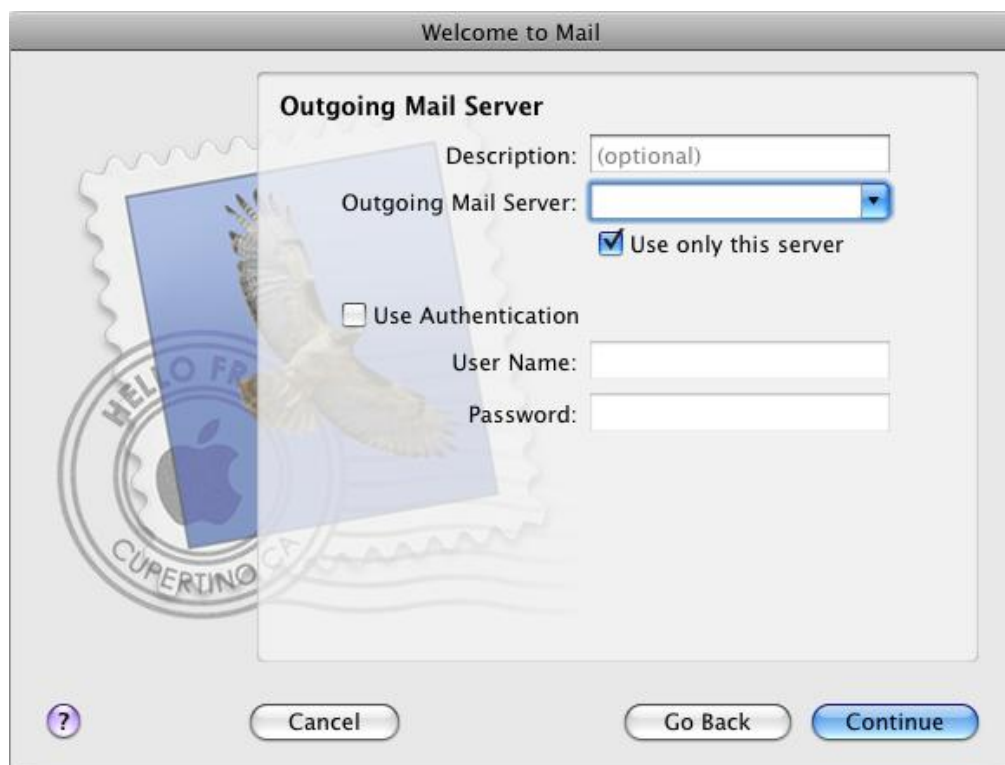 Welcome to Mail
Outgoing Mail Server
Description: (optional)
Outgoing Mail Server:
Use only this server
Use Authentication
User Name:
Password:
HELLO FR
CUPERTINO CA
? Cancel Go Back Continue